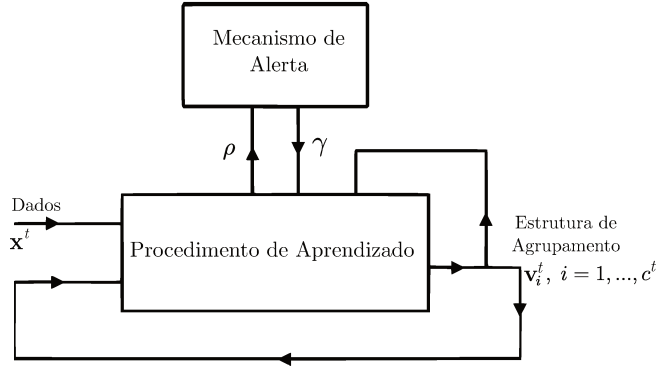 Mecanismo de
Alerta
ρ
γ
Dados
x^t
Procedimento de Aprendizado
Estrutura de
Agrupamento
v_i^t, i = 1, ..., c^t